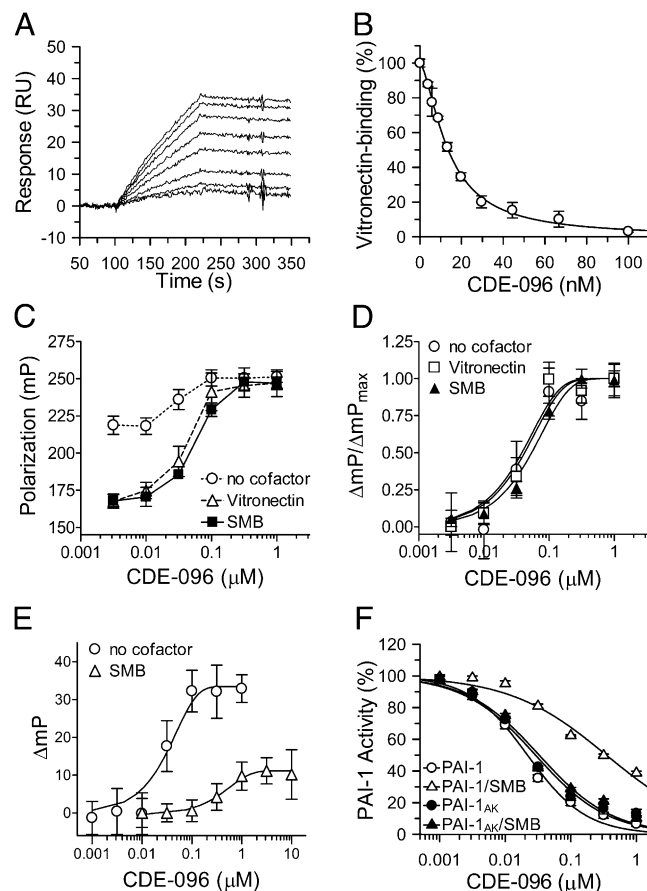 A
Response (RU)
50
40
30
20
10
0
-10
50 100 150 200 250 300 350
Time (s)
B
Vitronectin-binding (%)
100
80
60
40
20
0
0 20 40 60 80 100
CDE-096 (nM)
C
Polarization (mP)
275
250
225
200
175
150
no cofactor
Vitronectin
SMB
0.001 0.01 0.1 1 10
CDE-096 (μM)
D
ΔmP/ΔmPmax
1.25
1.00
0.75
0.50
0.25
0.00
no cofactor
Vitronectin
SMB
0.001 0.01 0.1 1 10
CDE-096 (μM)
E
ΔmP
40
30
20
10
0
no cofactor
SMB
0.001 0.01 0.1 1 10
CDE-096 (μM)
F
PAI-1 Activity (%)
120
100
80
60
40
20
0
PAI-1
PAI-1/SMB
PAI-1AK
PAI-1AK/SMB
0.001 0.01 0.1 1
CDE-096 (μM)